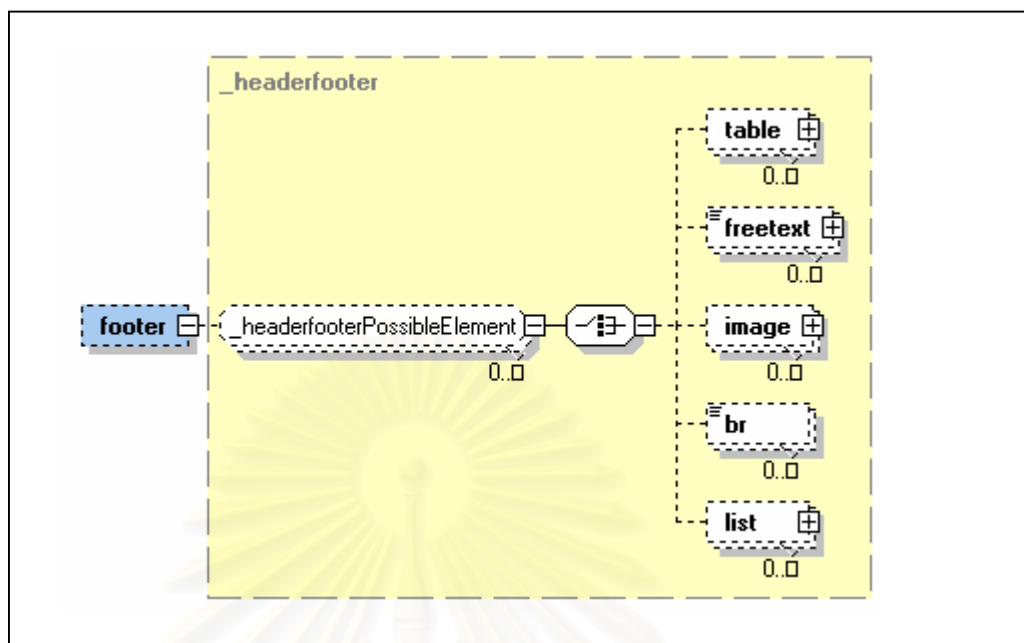 _headerfooter
table
0..□
freetext
0..□
footer
_headerfooterPossibleElement
0..□
image
0..□
br
0..□
list
0..□